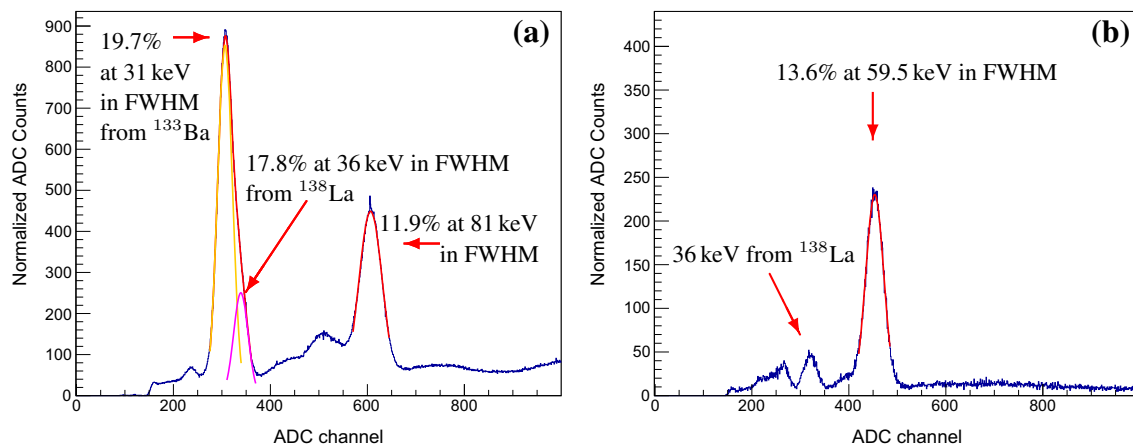 (a)
19.7%
at 31 keV
in FWHM
from ¹³³Ba
17.8% at 36 keV in FWHM
from ¹³⁸La
11.9% at 81 keV
in FWHM
Normalized ADC Counts
900
800
700
600
500
400
300
200
100
0
0 200 400 600 800
ADC channel
(b)
13.6% at 59.5 keV in FWHM
36 keV from ¹³⁸La
Normalized ADC Counts
400
350
300
250
200
150
100
50
0
0 200 400 600 800
ADC channel